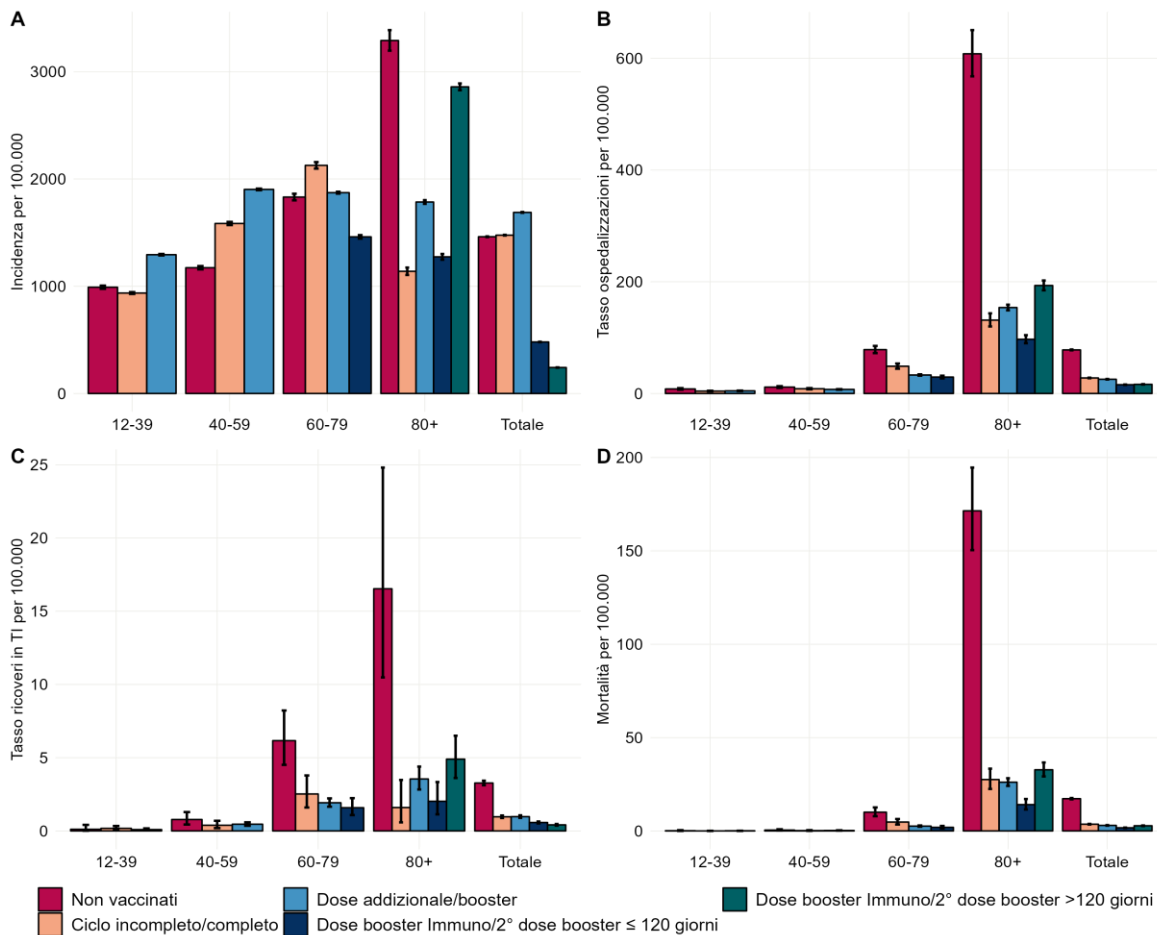 A
Incidenza per 100.000
3000
2000
1000
0
12-39 40-59 60-79 80+ Totale
B
Tasso ospedalizzazioni per 100.000
600
400
200
0
12-39 40-59 60-79 80+ Totale
C
Tasso ricoveri in TI per 100.000
25
20
15
10
5
0
12-39 40-59 60-79 80+ Totale
D
Mortalità per 100.000
200
150
100
50
0
12-39 40-59 60-79 80+ Totale
Non vaccinati
Ciclo incompleto/completo
Dose addizionale/booster
Dose booster Immuno/2° dose booster ≤ 120 giorni
Dose booster Immuno/2° dose booster >120 giorni